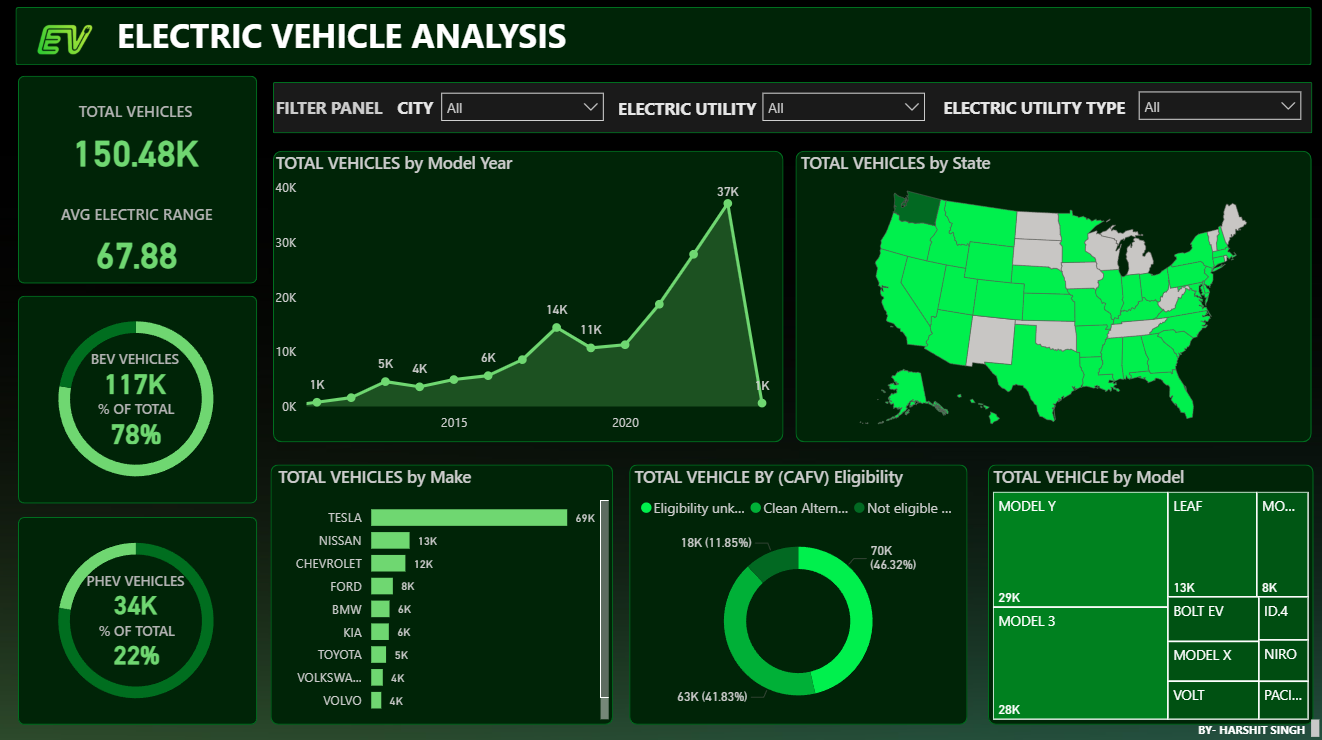 EV
ELECTRIC VEHICLE ANALYSIS
TOTAL VEHICLES
150.48K
AVG ELECTRIC RANGE
67.88
BEV VEHICLES
117K
% OF TOTAL
78%
PHEV VEHICLES
34K
% OF TOTAL
22%
FILTER PANEL CITY All ELECTRIC UTILITY All ELECTRIC UTILITY TYPE All
TOTAL VEHICLES by Model Year
40K
30K
20K
10K
0K
1K
5K
4K
6K
14K
11K
37K
1K
2015 2020
TOTAL VEHICLES by State
TOTAL VEHICLES by Make
TESLA 69K
NISSAN 13K
CHEVROLET 12K
FORD 8K
BMW 6K
KIA 6K
TOYOTA 5K
VOLKSWA... 4K
VOLVO 4K
TOTAL VEHICLE BY (CAFV) Eligibility
Eligibility unk... Clean Altern... Not eligible ...
18K (11.85%)
70K
(46.32%)
63K (41.83%)
TOTAL VEHICLE by Model
MODEL Y
29K
MODEL 3
28K
LEAF
13K
MO...
8K
BOLT EV
ID.4
MODEL X
NIRO
VOLT
PACI...
BY- HARSHIT SINGH